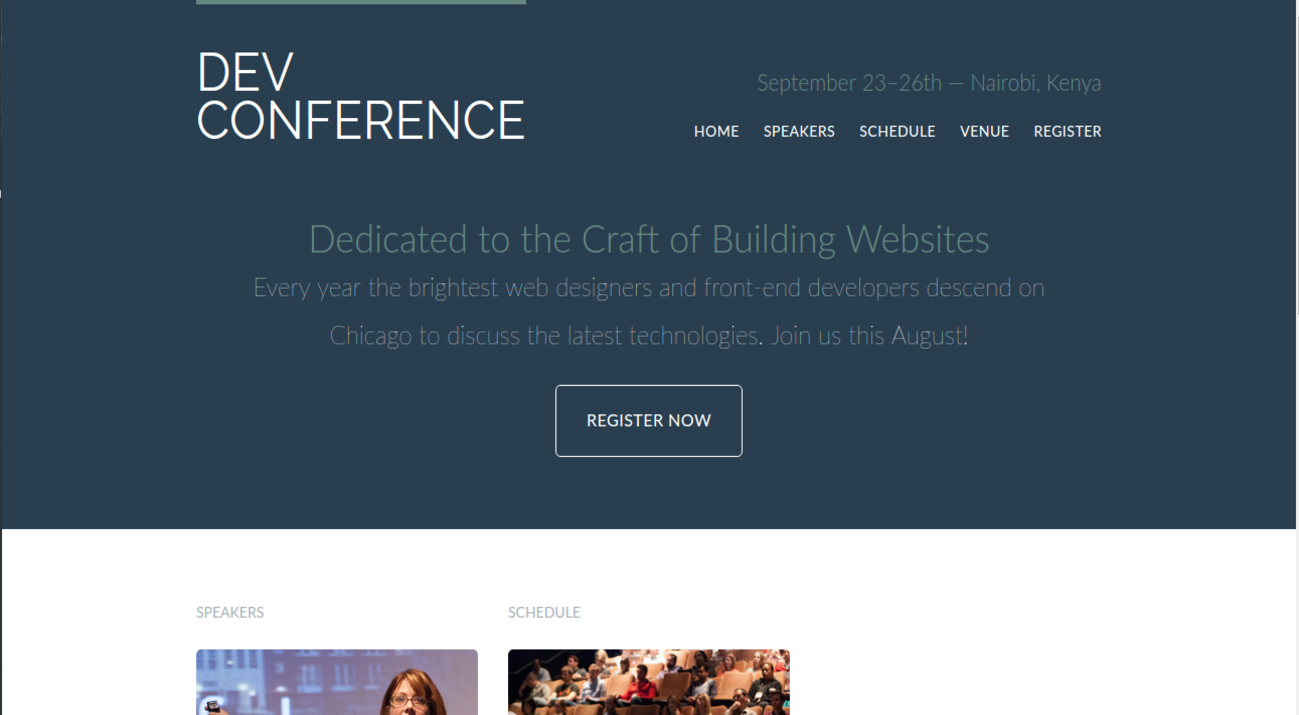 DEV
CONFERENCE
September 23–26th — Nairobi, Kenya
HOME SPEAKERS SCHEDULE VENUE REGISTER
Dedicated to the Craft of Building Websites
Every year the brightest web designers and front-end developers descend on
Chicago to discuss the latest technologies. Join us this August!
REGISTER NOW
SPEAKERS SCHEDULE